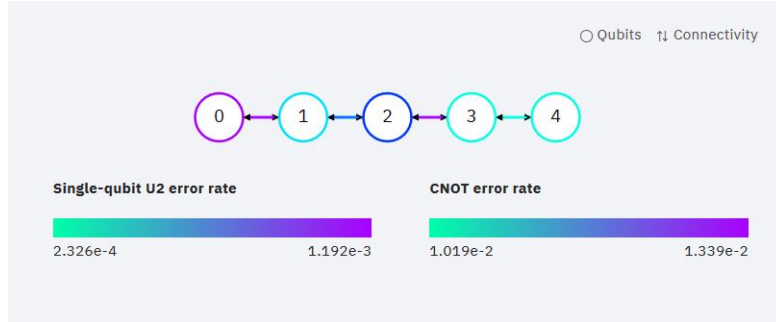 Qubits Connectivity
0 1 2 3 4
Single-qubit U2 error rate CNOT error rate
2.326e-4 1.192e-3 1.019e-2 1.339e-2